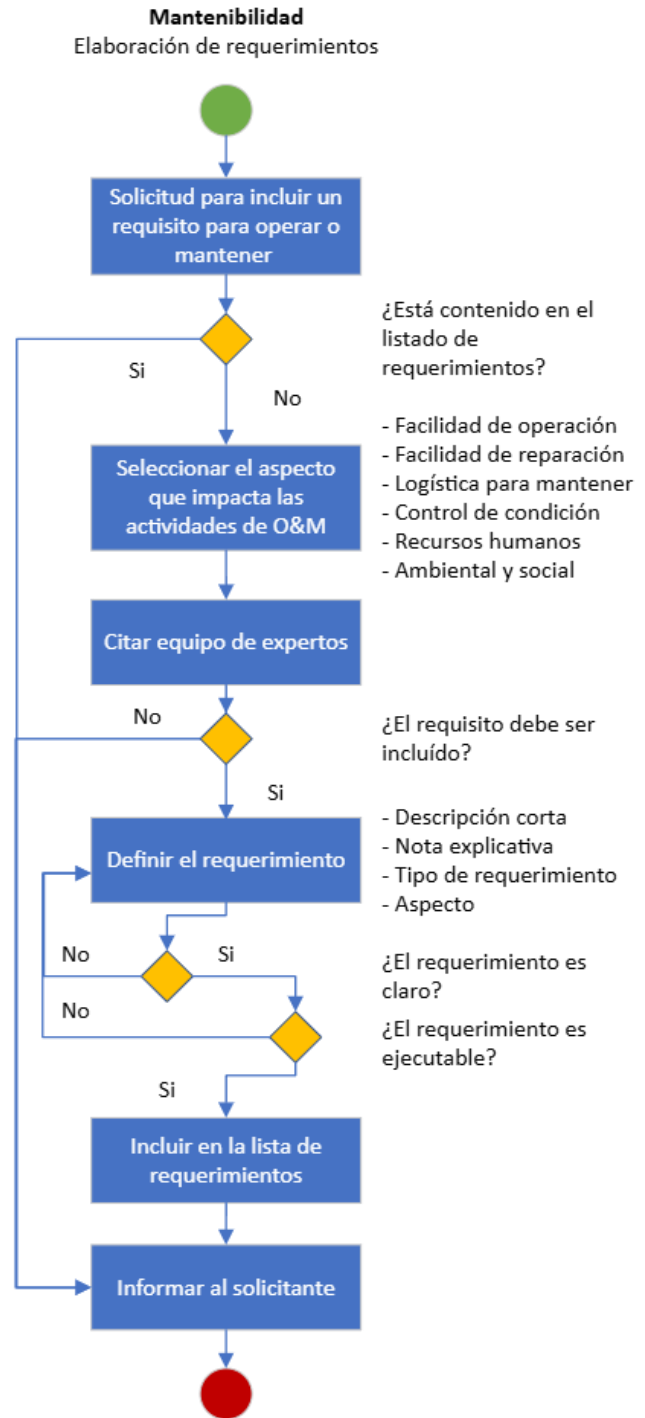 Mantenibilidad
Elaboración de requerimientos
Solicitud para incluir un
requisito para operar o
mantener
¿Está contenido en el
listado de
requerimientos?
Si
No
- Facilidad de operación
- Facilidad de reparación
- Logística para mantener
- Control de condición
- Recursos humanos
- Ambiental y social
Seleccionar el aspecto
que impacta las
actividades de O&M
Citar equipo de expertos
No
¿El requisito debe ser
incluído?
Si
- Descripción corta
- Nota explicativa
- Tipo de requerimiento
- Aspecto
Definir el requerimiento
No
Si
¿El requerimiento es
claro?
No
¿El requerimiento es
ejecutable?
Si
Incluir en la lista de
requerimientos
Informar al solicitante